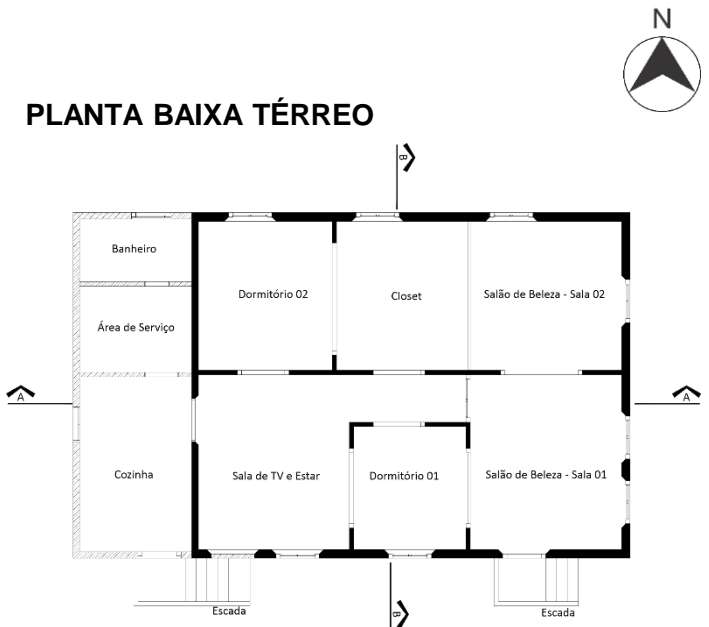 N
PLANTA BAIXA TÉRREO
B
Banheiro
Dormitório 02
Closet
Salão de Beleza - Sala 02
Área de Serviço
A
A
Cozinha
Sala de TV e Estar
Dormitório 01
Salão de Beleza - Sala 01
Escada
B
Escada